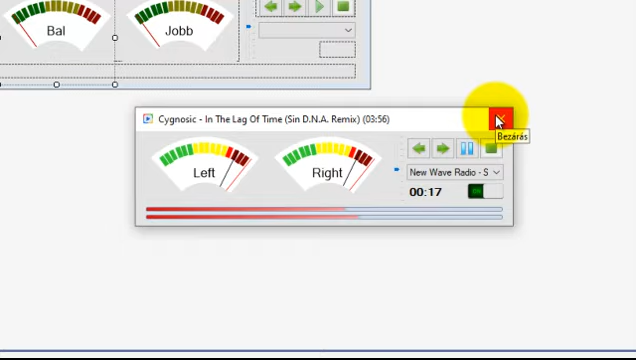 Bal
Jobb
Cygnosic - In The Lag Of Time (Sin D.N.A. Remix) (03:56)
Bezárás
Left
Right
New Wave Radio - S
00:17